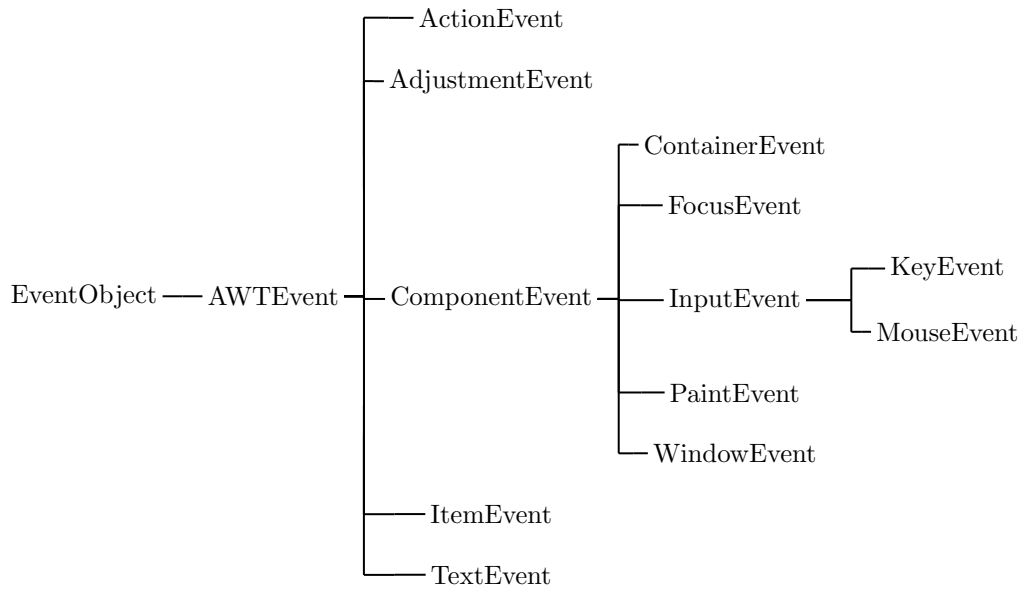 ActionEvent
AdjustmentEvent
ContainerEvent
FocusEvent
KeyEvent
EventObject
AWTEvent
ComponentEvent
InputEvent
MouseEvent
PaintEvent
WindowEvent
ItemEvent
TextEvent